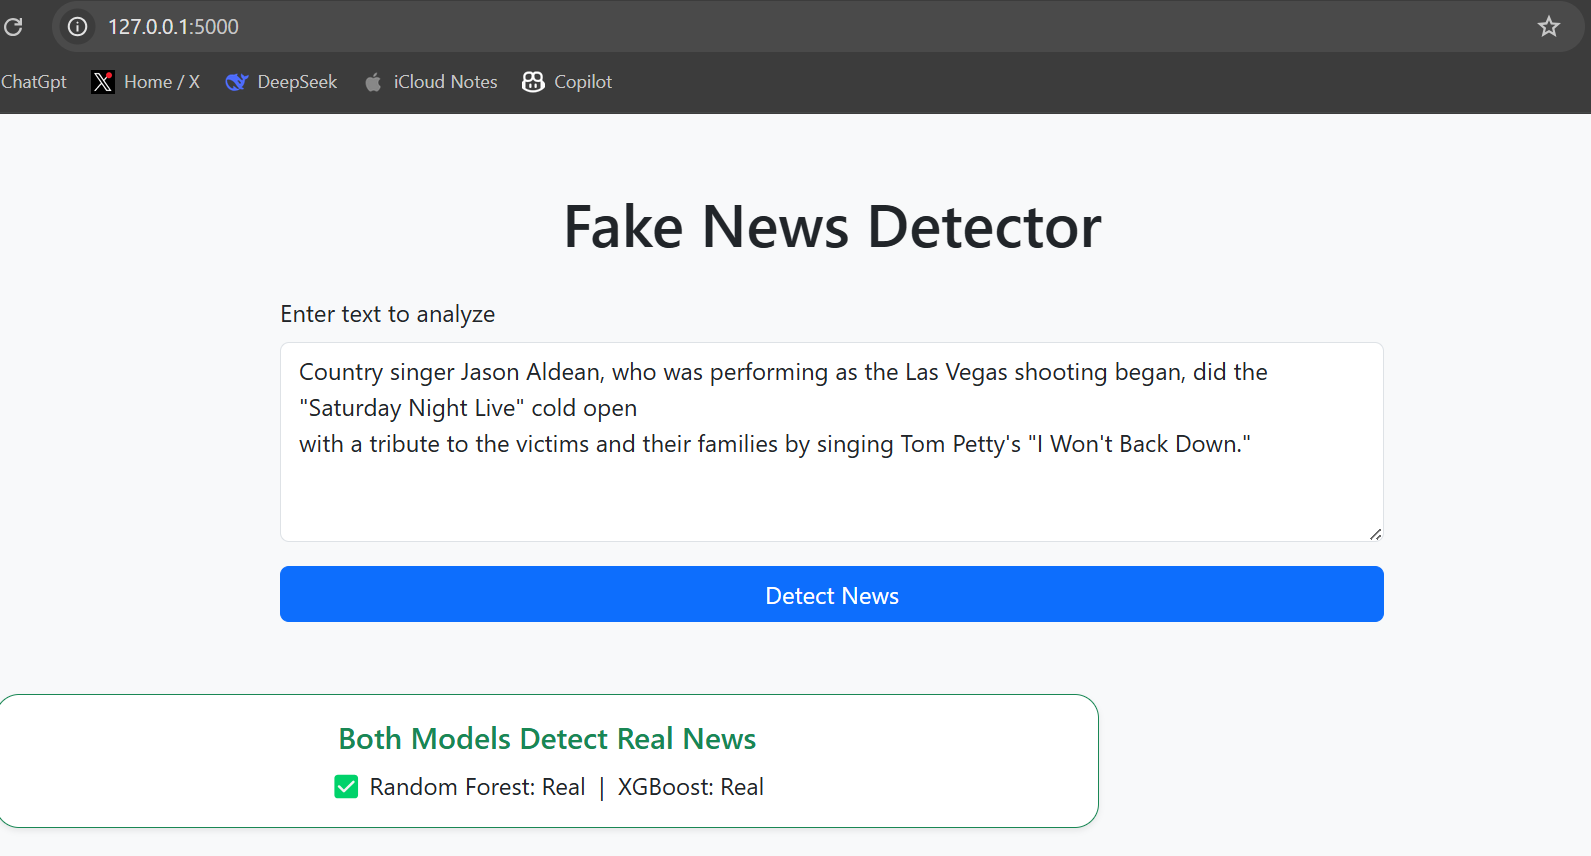 127.0.0.1:5000
ChatGpt Home / X DeepSeek iCloud Notes Copilot
Fake News Detector
Enter text to analyze
Country singer Jason Aldean, who was performing as the Las Vegas shooting began, did the
"Saturday Night Live" cold open
with a tribute to the victims and their families by singing Tom Petty's "I Won't Back Down."
Detect News
Both Models Detect Real News
Random Forest: Real | XGBoost: Real